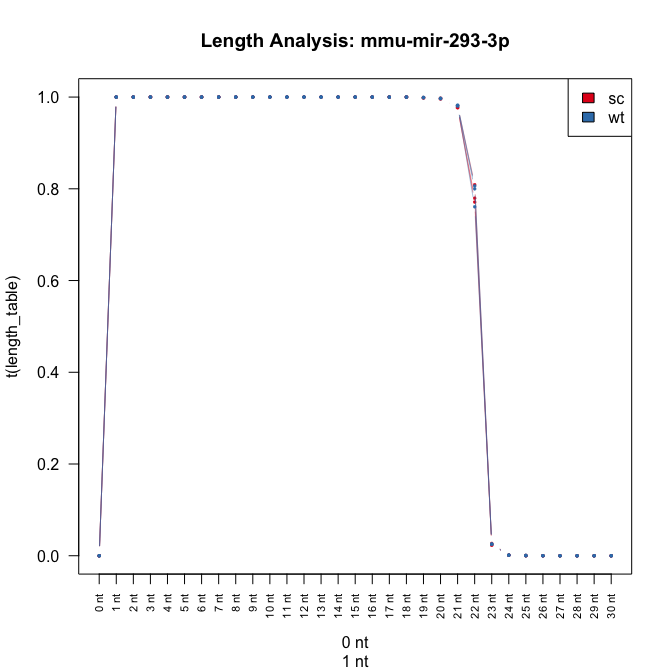 Length Analysis: mmu-mir-293-3p
sc
wt
1.0
0.8
0.6
0.4
0.2
0.0
t(length_table)
0 nt
1 nt
2 nt
3 nt
4 nt
5 nt
6 nt
7 nt
8 nt
9 nt
10 nt
11 nt
12 nt
13 nt
14 nt
15 nt
16 nt
17 nt
18 nt
19 nt
20 nt
21 nt
22 nt
23 nt
24 nt
25 nt
26 nt
27 nt
28 nt
29 nt
30 nt
0 nt
1 nt